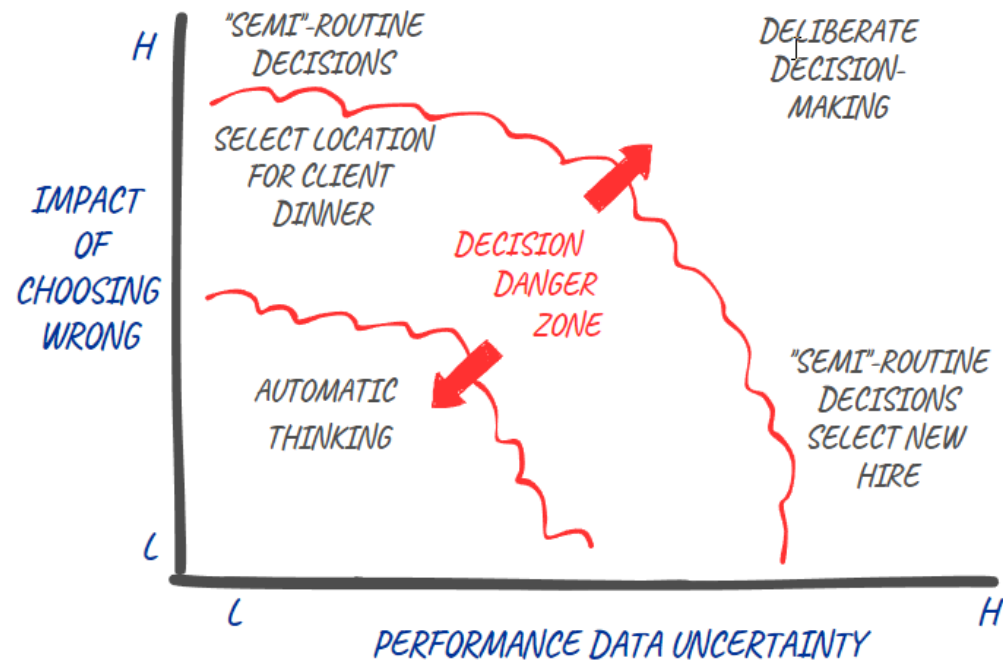 H
"SEMI"-ROUTINE
DECISIONS
DELIBERATE
DECISION-
MAKING
SELECT LOCATION
FOR CLIENT
DINNER
IMPACT
OF
CHOOSING
WRONG
DECISION
DANGER
ZONE
AUTOMATIC
THINKING
"SEMI"-ROUTINE
DECISIONS
SELECT NEW
HIRE
L
L
H
PERFORMANCE DATA UNCERTAINTY